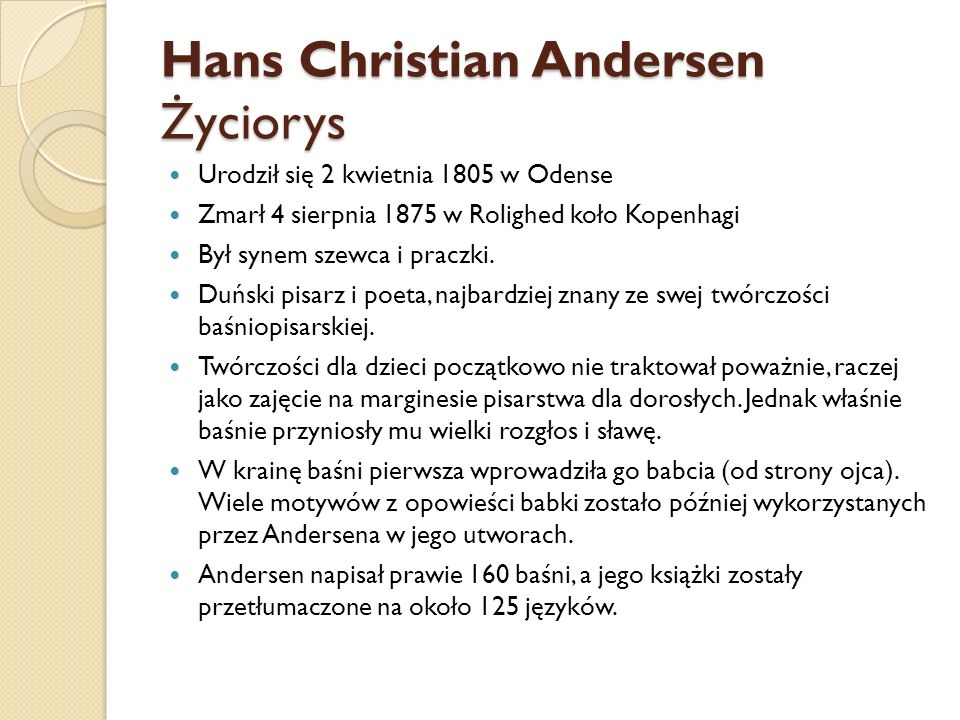 Hans Christian Andersen
Życiorys
Urodził się 2 kwietnia 1805 w Odense
Zmarł 4 sierpnia 1875 w Rolighed koło Kopenhagi
Był synem szewca i praczki.
Duński pisarz i poeta, najbardziej znany ze swej twórczości
baśniopisarskiej.
Twórczości dla dzieci początkowo nie traktował poważnie, raczej
jako zajęcie na marginesie pisarstwa dla dorosłych. Jednak właśnie
baśnie przyniosły mu wielki rozgłos i sławę.
W krainę baśni pierwsza wprowadziła go babcia (od strony ojca).
Wiele motywów z opowieści babki zostało później wykorzystanych
przez Andersena w jego utworach.
Andersen napisał prawie 160 baśni, a jego książki zostały
przetłumaczone na około 125 języków.